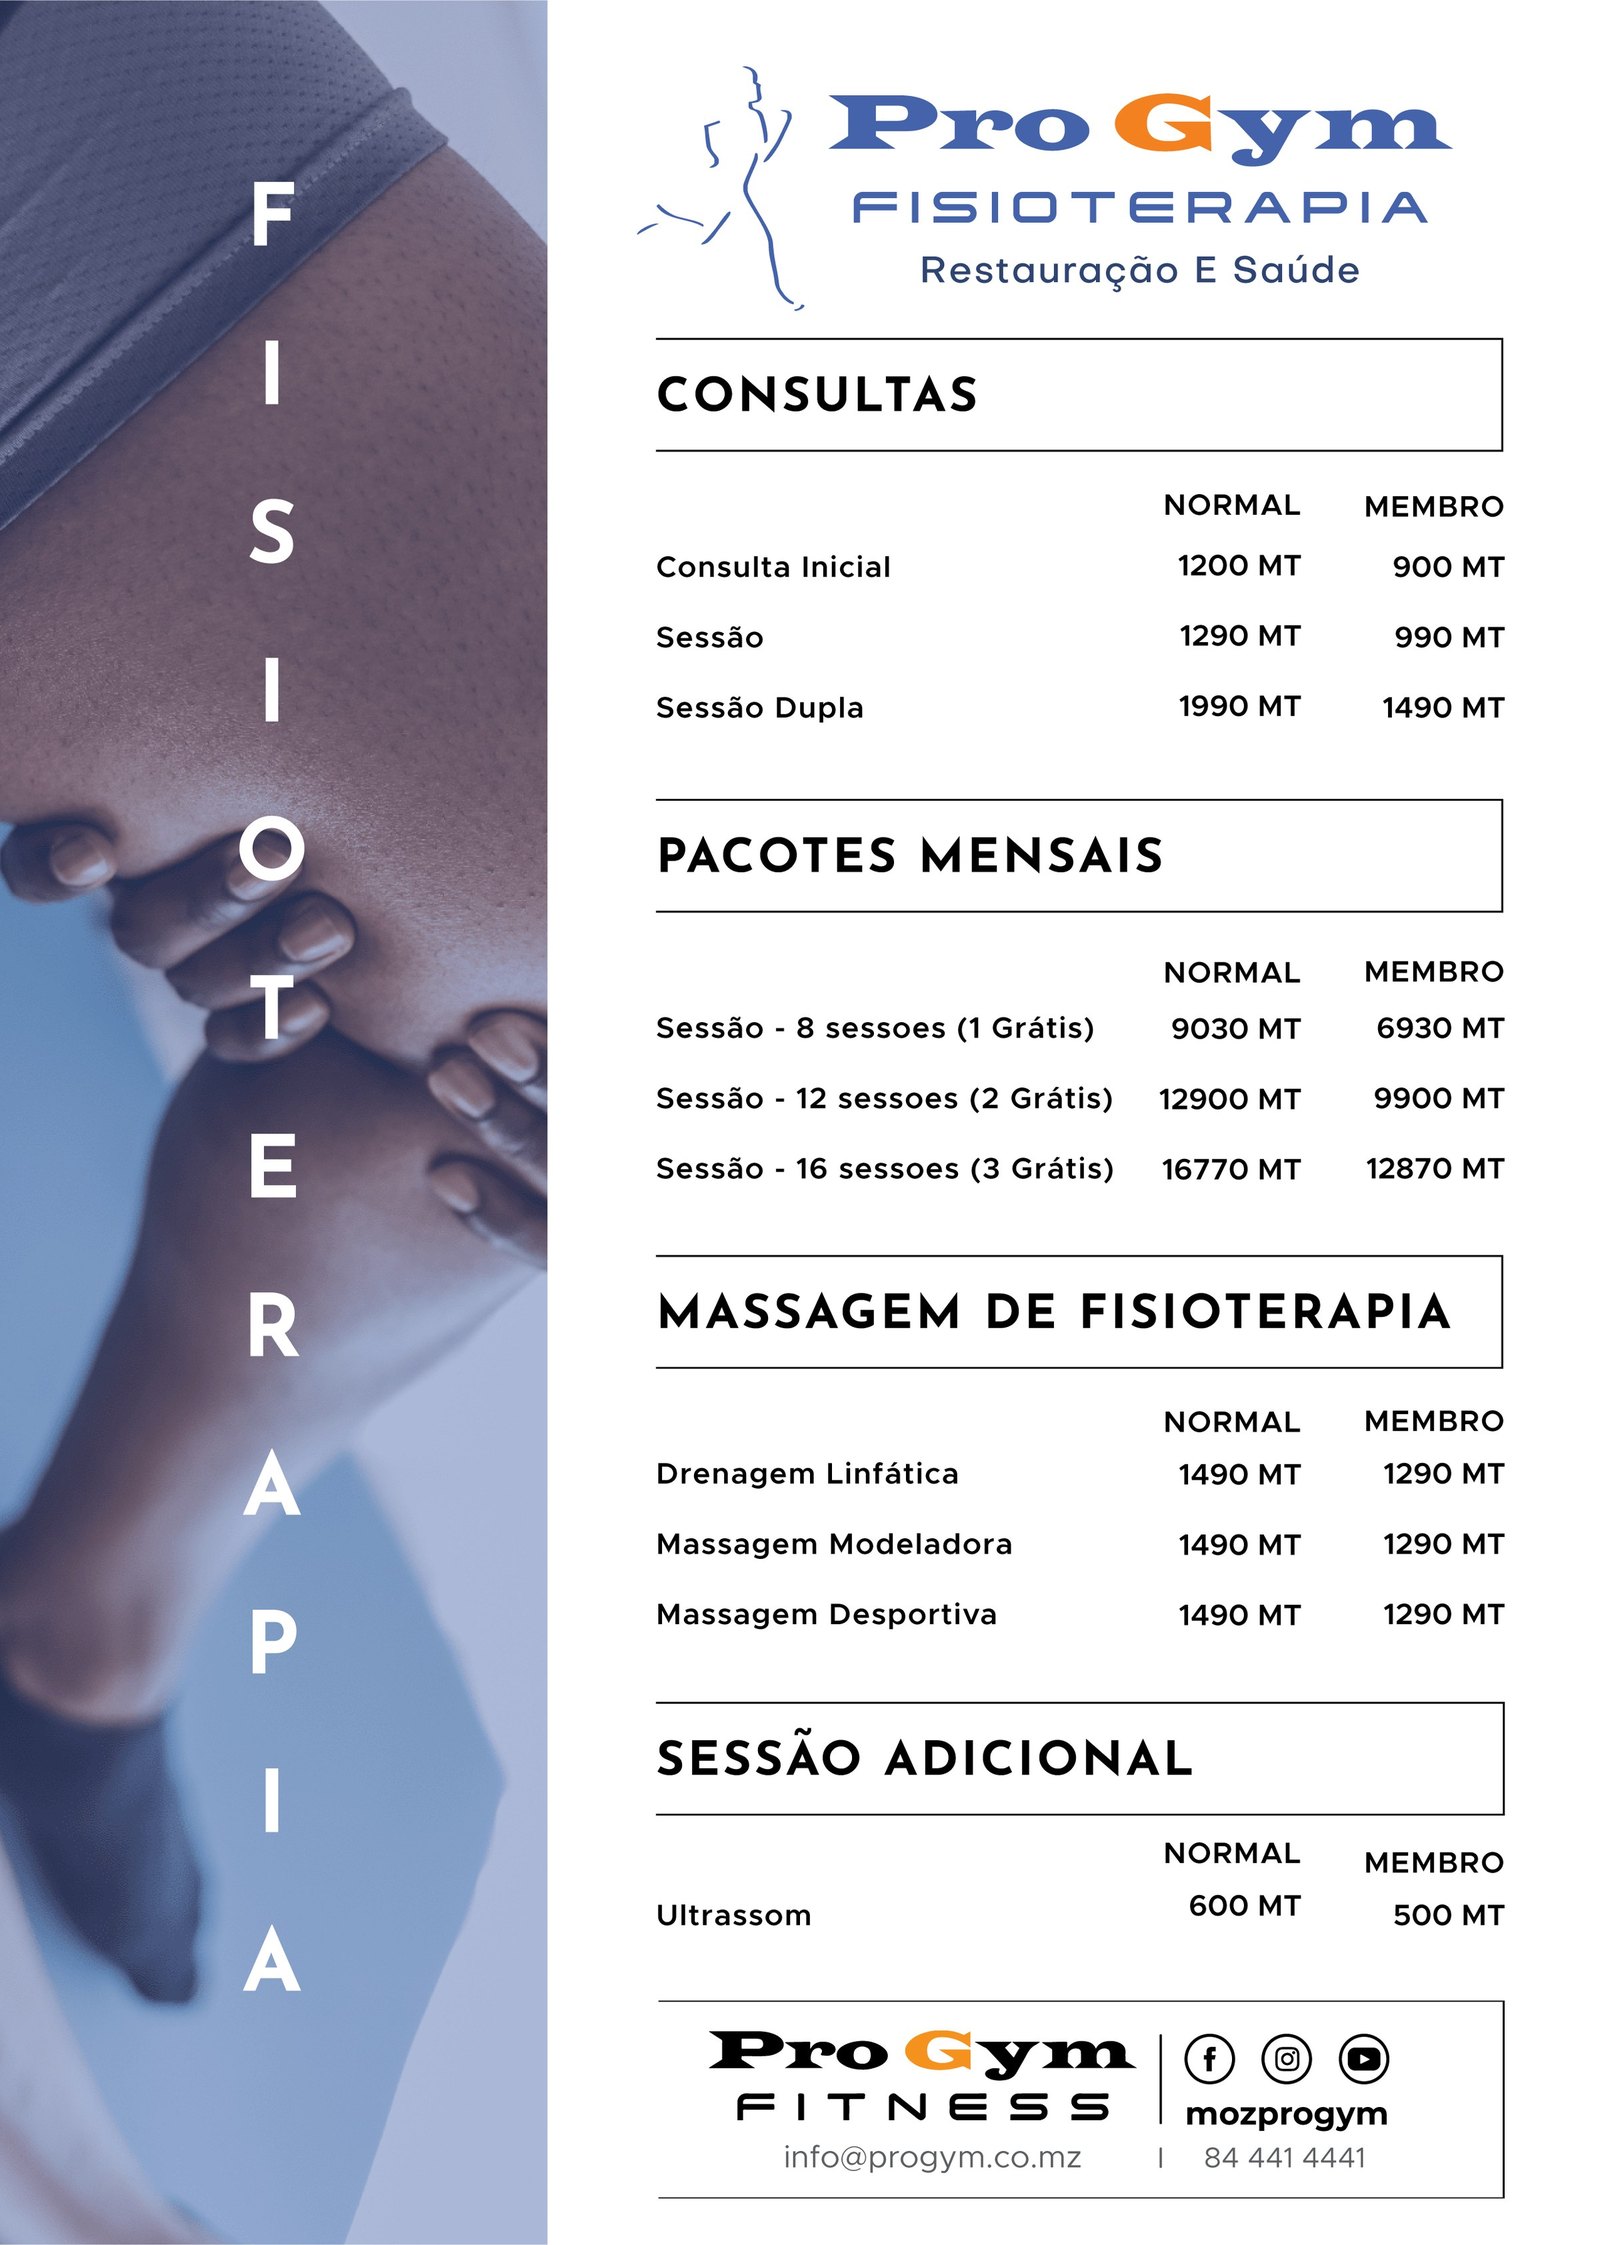 FISIOTERAPIA
Pro Gym
FISIOTERAPIA
Restauração E Saúde
CONSULTAS
NORMAL MEMBRO
Consulta Inicial 1200 MT 900 MT
Sessão 1290 MT 990 MT
Sessão Dupla 1990 MT 1490 MT
PACOTES MENSAIS
NORMAL MEMBRO
Sessão - 8 sessoes (1 Grátis) 9030 MT 6930 MT
Sessão - 12 sessoes (2 Grátis) 12900 MT 9900 MT
Sessão - 16 sessoes (3 Grátis) 16770 MT 12870 MT
MASSAGEM DE FISIOTERAPIA
NORMAL MEMBRO
Drenagem Linfática 1490 MT 1290 MT
Massagem Modeladora 1490 MT 1290 MT
Massagem Desportiva 1490 MT 1290 MT
SESSÃO ADICIONAL
NORMAL MEMBRO
Ultrassom 600 MT 500 MT
Pro Gym
FITNESS
mozprogym
info@progym.co.mz | 84 441 4441